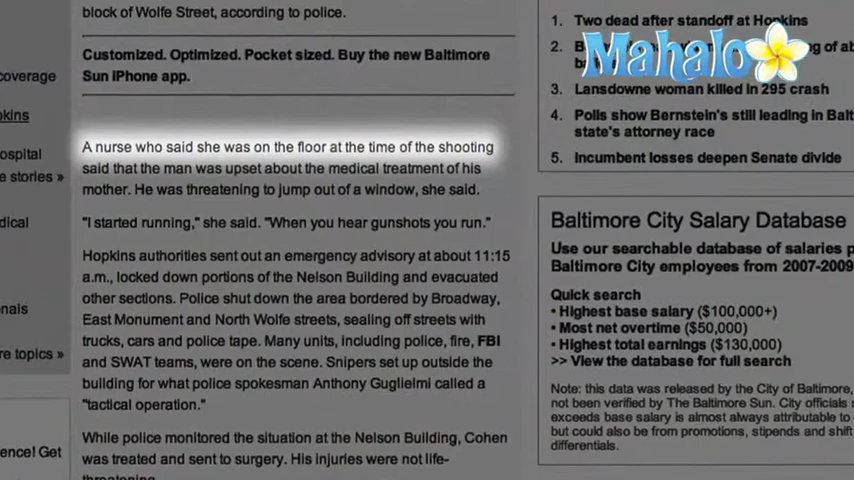 block of Wolfe Street, according to police.
Customized. Optimized. Pocket sized. Buy the new Baltimore
Sun iPhone app.
A nurse who said she was on the floor at the time of the shooting
said that the man was upset about the medical treatment of his
mother. He was threatening to jump out of a window, she said.
"I started running," she said. "When you hear gunshots you run."
Hopkins authorities sent out an emergency advisory at about 11:15
a.m., locked down portions of the Nelson Building and evacuated
other sections. Police shut down the area bordered by Broadway,
East Monument and North Wolfe streets, sealing off streets with
trucks, cars and police tape. Many units, including police, fire, FBI
and SWAT teams, were on the scene. Snipers set up outside the
building for what police spokesman Anthony Guglielmi called a
"tactical operation."
While police monitored the situation at the Nelson Building, Cohen
was treated and sent to surgery. His injuries were not life-
threatening.
coverage
kins
ospital
e stories »
dical
nals
re topics »
ence! Get
1. Two dead after standoff at Hopkins
2. of ab
3. Lansdowne woman killed in 295 crash
4. Polls show Bernstein's still leading in Balt
state's attorney race
5. Incumbent losses deepen Senate divide
Mahalo
Baltimore City Salary Database
Use our searchable database of salaries p
Baltimore City employees from 2007-2009
Quick search
• Highest base salary ($100,000+)
• Most net overtime ($50,000)
• Highest total earnings ($130,000)
>> View the database for full search
Note: this data was released by the City of Baltimore,
not been verified by The Baltimore Sun. City officials s
exceeds base salary is almost always attributable to
but could also be from promotions, stipends and shift
differentials.